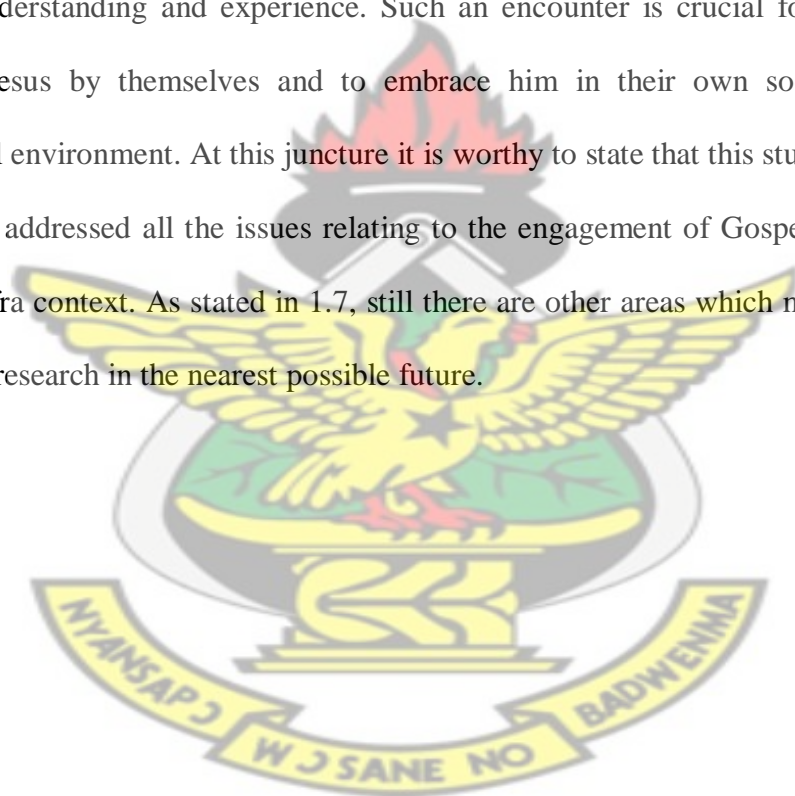 derstanding and experience. Such an encounter is crucial fo
esus by themselves and to embrace him in their own so
environment. At this juncture it is worthy to state that this stu
addressed all the issues relating to the engagement of Gospe
ra context. As stated in 1.7, still there are other areas which
research in the nearest possible future.
NYANSAPƆ
WƆSANE NO
BADWENMA